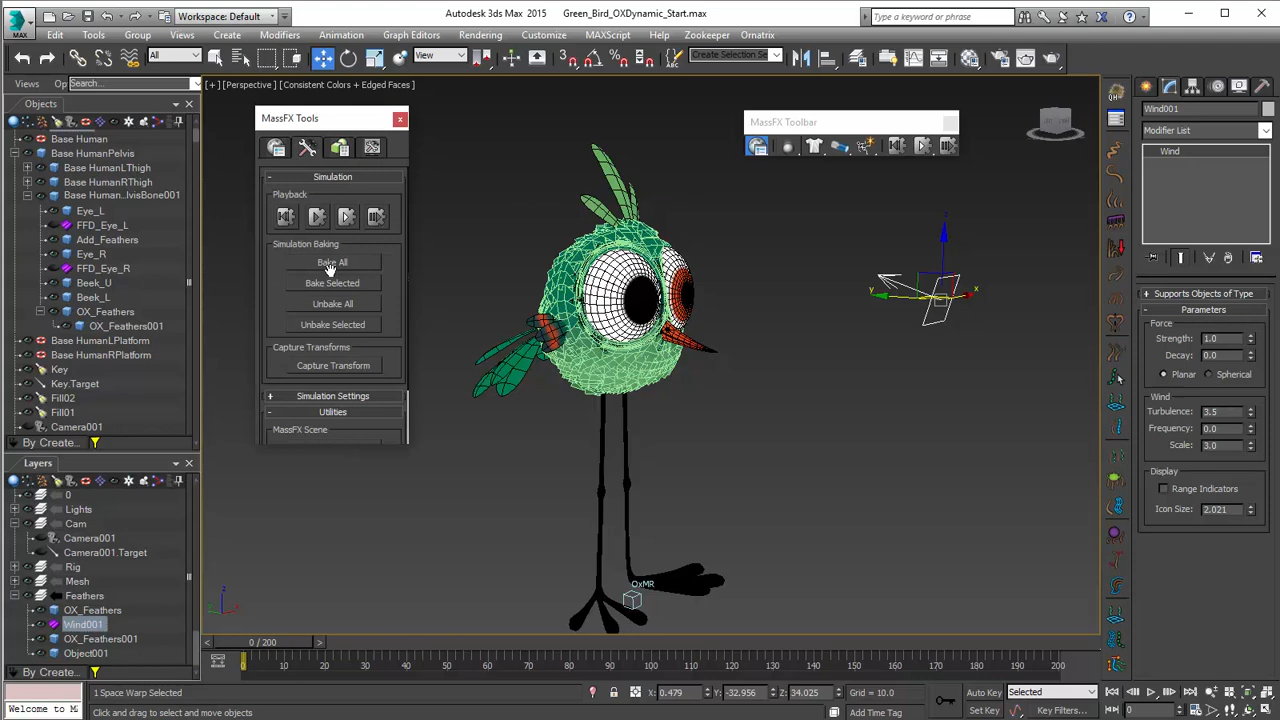 Workspace: Default
Autodesk 3ds Max 2015
Green_Bird_OXDynamic_Start.max
Type a keyword or phrase
MAX
Edit Tools Group Views Create Modifiers Animation Graph Editors Rendering Customize MAXScript Help Zookeeper Ornatrix
All
View
Create Selection Se
Views Op Search...
[+] [Perspective ] [Consistent Colors + Edged Faces ]
Objects
Base Human
Base HumanPelvis
Base HumanLThigh
Base HumanRThigh
Base Human...lvisBone001
Eye_L
FFD_Eye_L
Add_Feathers
Eye_R
FFD_Eye_R
Beek_U
Beek_L
OX_Feathers
OX_Feathers001
Base HumanLPlatform
Base HumanRPlatform
Key
Key.Target
Fill02
Fill01
Camera001
By Create...
Layers
0
Lights
Cam
Camera001
Camera001.Target
Rig
Mesh
Feathers
OX_Feathers
Wind001
OX_Feathers001
Object001
By Create...
MassFX Tools
Simulation
Playback
Simulation Baking
Bake All
Bake Selected
Unbake All
Unbake Selected
Capture Transforms
Capture Transform
Simulation Settings
Utilities
MassFX Scene
MassFX Toolbar
z
y
x
OxMR
z
Wind001
Modifier List
Wind
Supports Objects of Type
Parameters
Force
Strength: 1.0
Decay: 0.0
Planar Spherical
Wind
Turbulence: 3.5
Frequency: 0.0
Scale: 3.0
Display
Range Indicators
Icon Size: 2.021
0 / 200
0 10 20 30 40 50 60 70 80 90 100 110 120 130 140 150 160 170 180 190 200
1 Space Warp Selected
X: 0.479 Y: -32.956 Z: 34.025 Grid = 10.0
Auto Key Selected
Welcome to M
Click and drag to select and move objects
Add Time Tag
Set Key Key Filters...
0